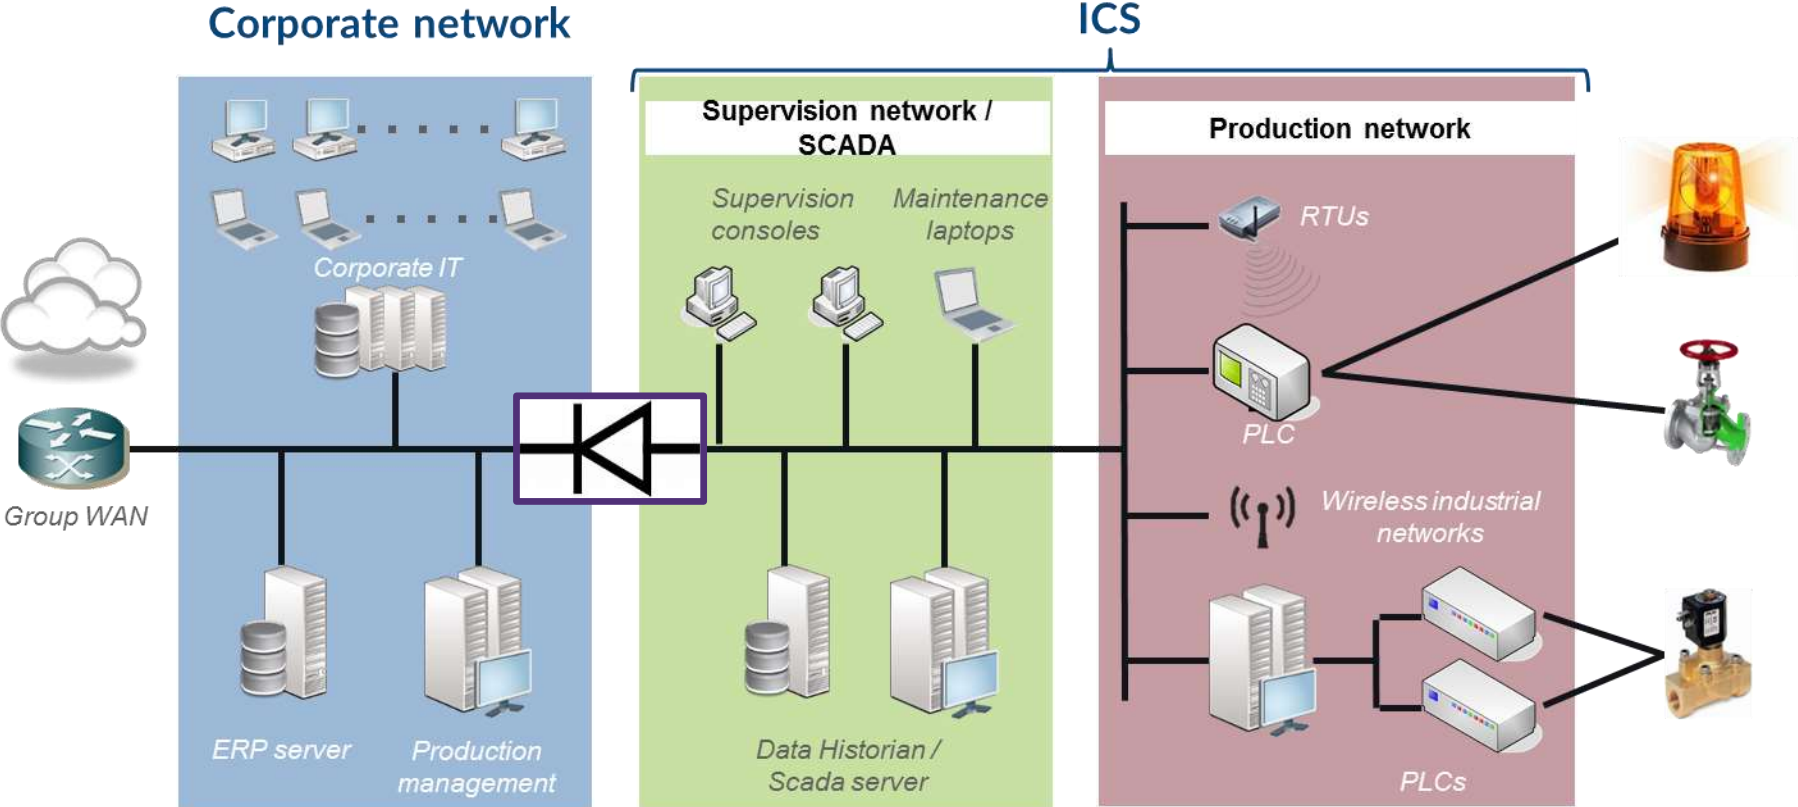 Corporate network
ICS
Supervision network /
SCADA
Production network
Supervision
consoles
Maintenance
laptops
RTUs
Corporate IT
PLC
Group WAN
Wireless industrial
networks
ERP server
Production
management
Data Historian /
Scada server
PLCs